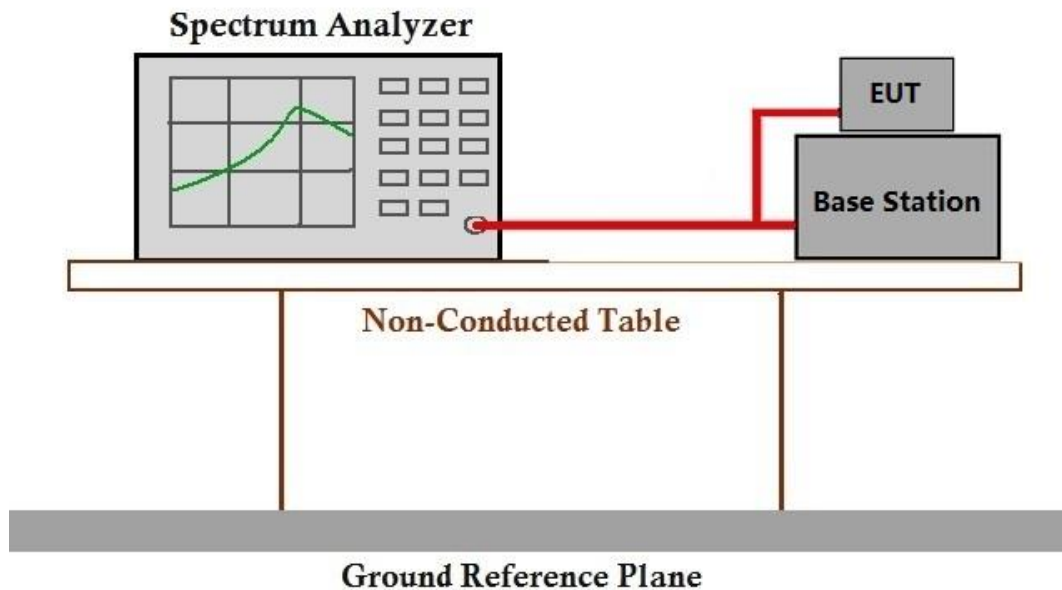 Spectrum Analyzer
EUT
Base Station
Non-Conducted Table
Ground Reference Plane